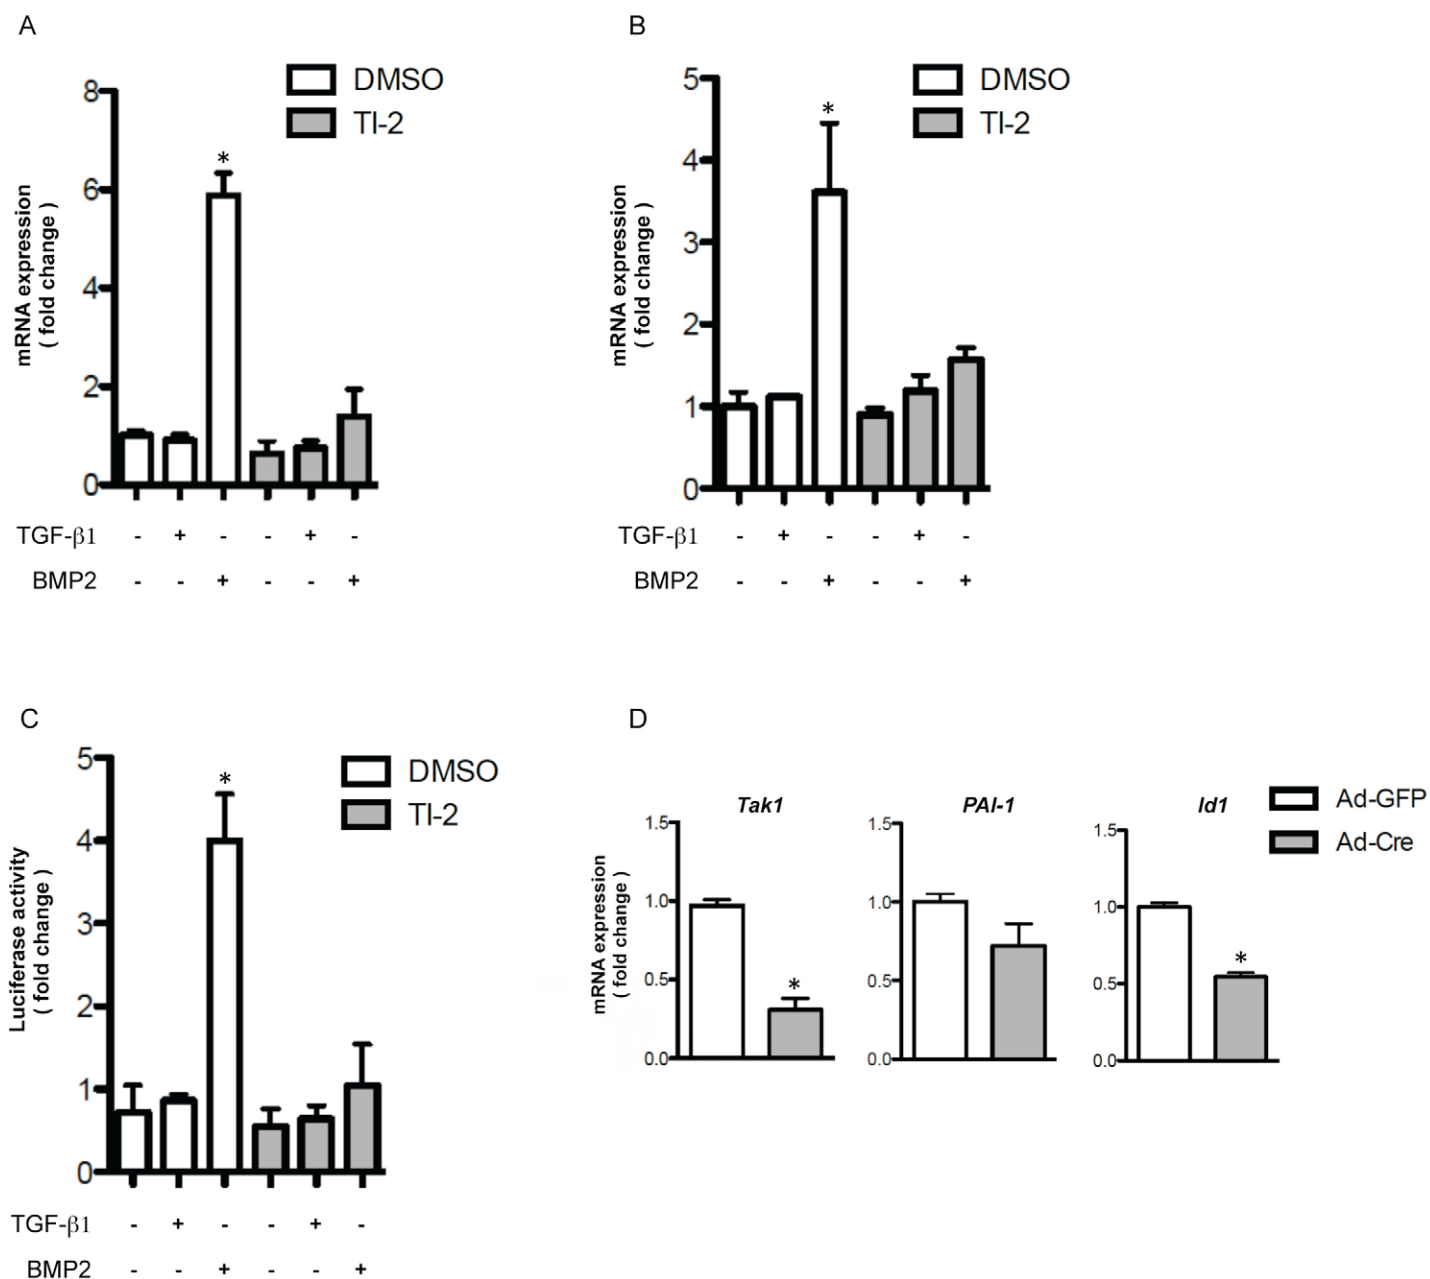 A
DMSO
TI-2
*
8
6
4
2
0
mRNA expression
( fold change )
TGF-β1 - + - - + -
BMP2 - - + - - +
B
DMSO
TI-2
*
5
4
3
2
1
0
mRNA expression
( fold change )
TGF-β1 - + - - + -
BMP2 - - + - - +
C
DMSO
TI-2
*
5
4
3
2
1
0
Luciferase activity
( fold change )
TGF-β1 - + - - + -
BMP2 - - + - - +
D
Tak1
1.5
1.0
0.5
0.0
*
mRNA expression
( fold change )
PAI-1
1.5
1.0
0.5
0.0
Id1
1.5
1.0
0.5
0.0
*
Ad-GFP
Ad-Cre